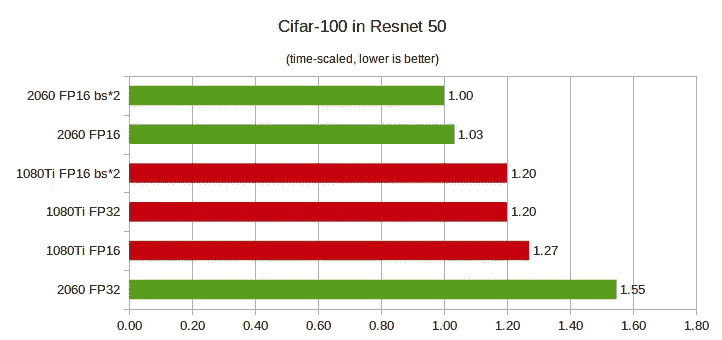 Cifar-100 in Resnet 50
(time-scaled, lower is better)
2060 FP16 bs*2 1.00
2060 FP16 1.03
1080Ti FP16 bs*2 1.20
1080Ti FP32 1.20
1080Ti FP16 1.27
2060 FP32 1.55
0.00 0.20 0.40 0.60 0.80 1.00 1.20 1.40 1.60 1.80